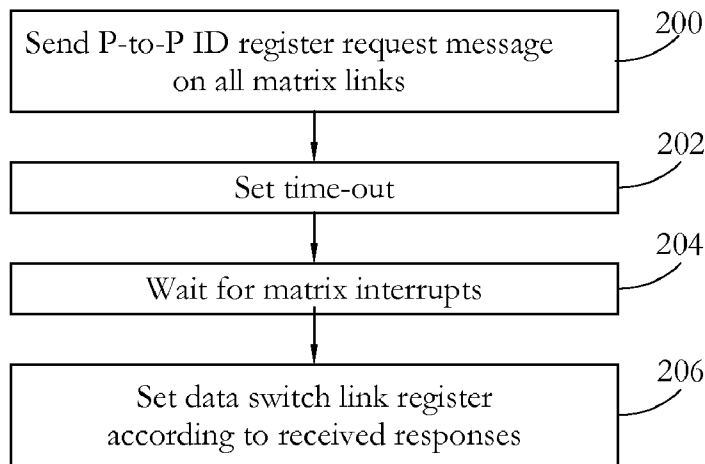 200
Send P-to-P ID register request message
on all matrix links
202
Set time-out
204
Wait for matrix interrupts
206
Set data switch link register
according to received responses